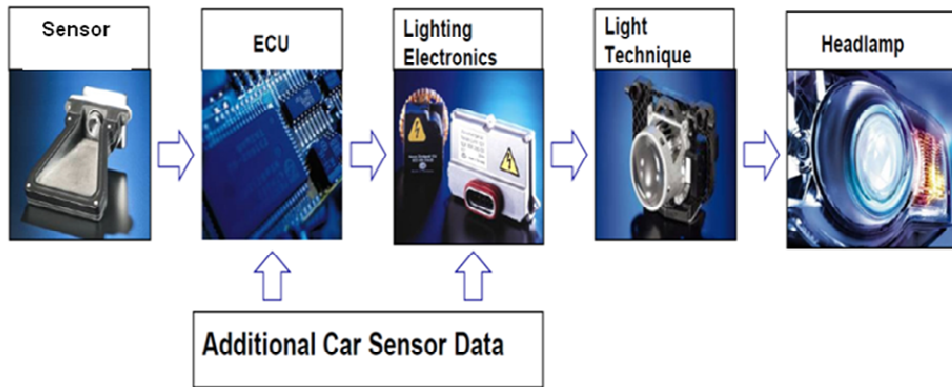 Sensor
ECU
Lighting
Electronics
Light
Technique
Headlamp
Additional Car Sensor Data